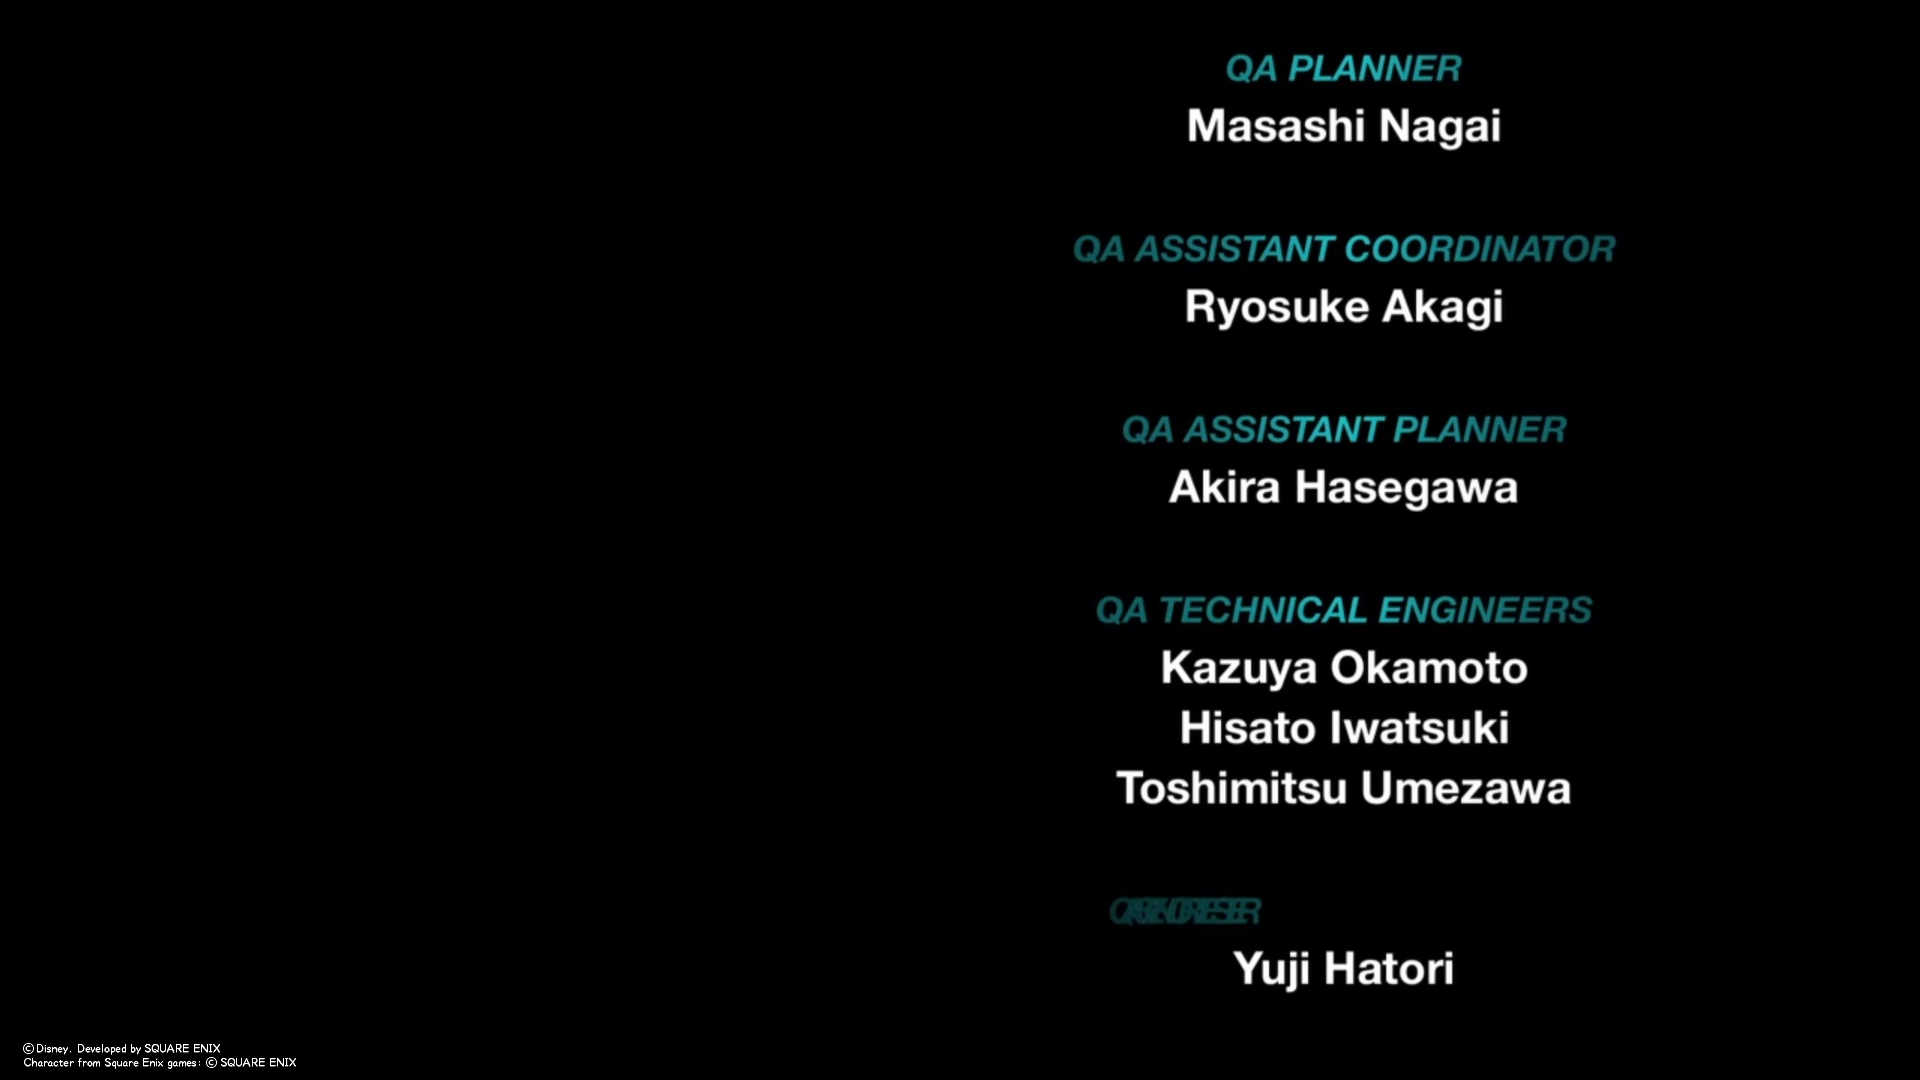 QA PLANNER
Masashi Nagai
QA ASSISTANT COORDINATOR
Ryosuke Akagi
QA ASSISTANT PLANNER
Akira Hasegawa
QA TECHNICAL ENGINEERS
Kazuya Okamoto
Hisato Iwatsuki
Toshimitsu Umezawa
Yuji Hatori
©Disney. Developed by SQUARE ENIX
Character from Square Enix games: © SQUARE ENIX